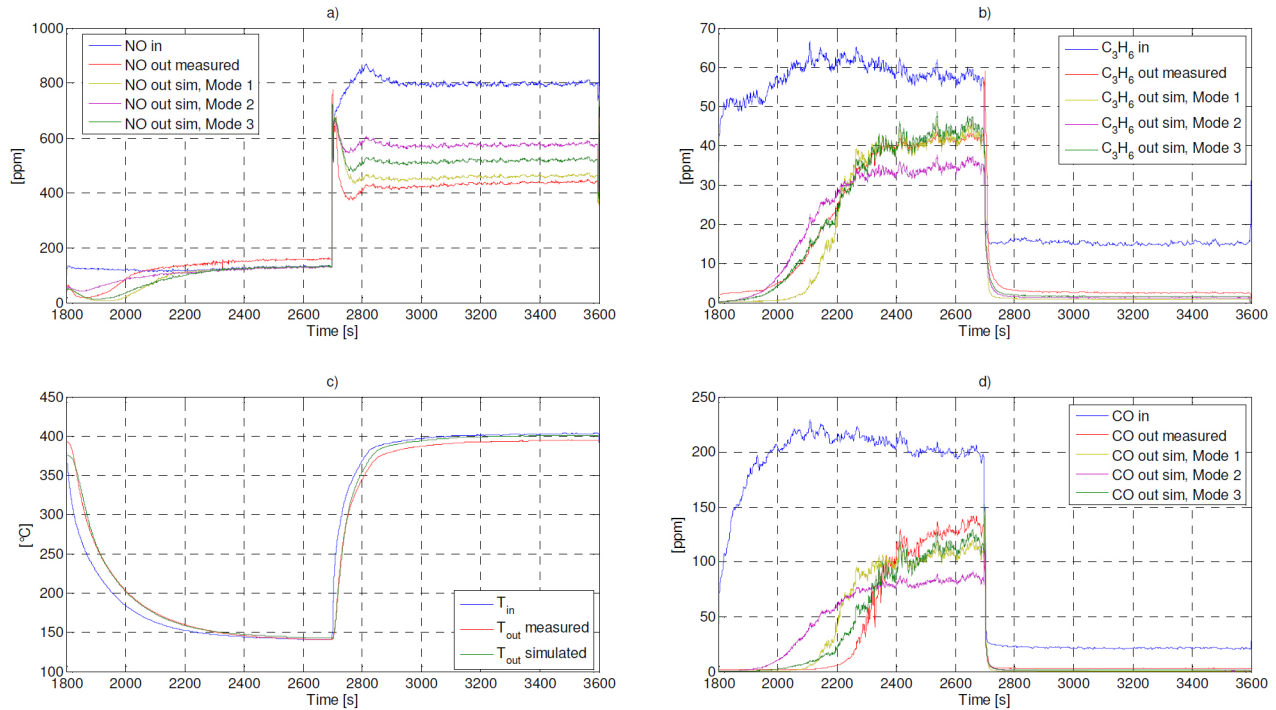 a)
1000
800
600
400
200
0
[ppm]
NO in
NO out measured
NO out sim, Mode 1
NO out sim, Mode 2
NO out sim, Mode 3
1800 2000 2200 2400 2600 2800 3000 3200 3400 3600
Time [s]
b)
70
60
50
40
30
20
10
0
[ppm]
C3H6 in
C3H6 out measured
C3H6 out sim, Mode 1
C3H6 out sim, Mode 2
C3H6 out sim, Mode 3
1800 2000 2200 2400 2600 2800 3000 3200 3400 3600
Time [s]
c)
450
400
350
300
250
200
150
100
[°C]
Tin
Tout measured
Tout simulated
1800 2000 2200 2400 2600 2800 3000 3200 3400 3600
Time [s]
d)
250
200
150
100
50
0
[ppm]
CO in
CO out measured
CO out sim, Mode 1
CO out sim, Mode 2
CO out sim, Mode 3
1800 2000 2200 2400 2600 2800 3000 3200 3400 3600
Time [s]